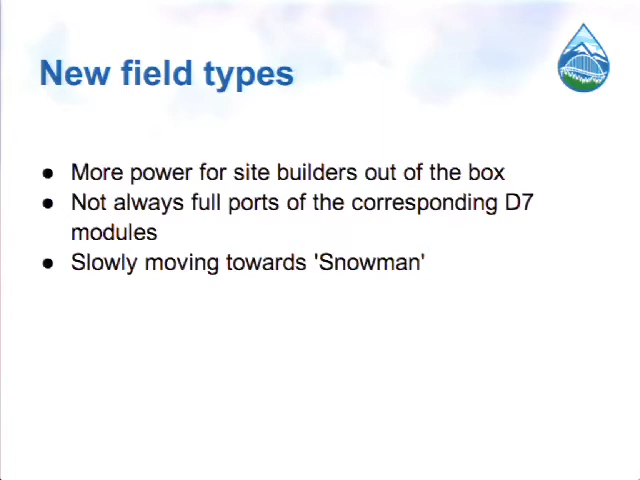 New field types
● More power for site builders out of the box
● Not always full ports of the corresponding D7
modules
● Slowly moving towards 'Snowman'